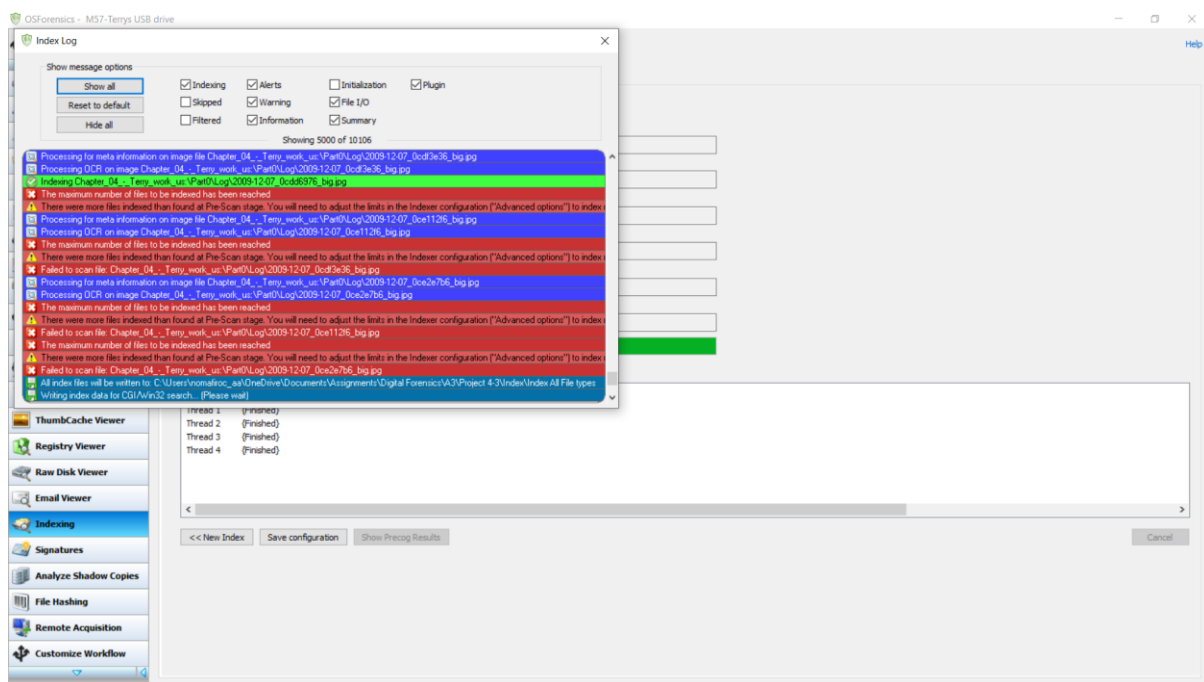 OSForensics - M57-Terrys USB drive
Index Log
Help
Show message options
Show all
Indexing Alerts Initialization Plugin
Reset to default
Skipped Warning File I/O
Hide all
Filtered Information Summary
Showing 5000 of 10106
Processing for meta information on image file Chapter_04_-_Terry_work_us:\Part0\Log\2009-12-07_0cdf3e36_big.jpg
Processing OCR on image Chapter_04_-_Terry_work_us:\Part0\Log\2009-12-07_0cdf3e36_big.jpg
Indexing Chapter_04_-_Terry_work_us:\Part0\Log\2009-12-07_0cdd6976_big.jpg
The maximum number of files to be indexed has been reached
There were more files indexed than found at Pre-Scan stage. You will need to adjust the limits in the Indexer configuration ("Advanced options") to index
Processing for meta information on image file Chapter_04_-_Terry_work_us:\Part0\Log\2009-12-07_0ce112f6_big.jpg
Processing OCR on image Chapter_04_-_Terry_work_us:\Part0\Log\2009-12-07_0ce112f6_big.jpg
The maximum number of files to be indexed has been reached
There were more files indexed than found at Pre-Scan stage. You will need to adjust the limits in the Indexer configuration ("Advanced options") to index
Failed to scan file: Chapter_04_-_Terry_work_us:\Part0\Log\2009-12-07_0cdf3e36_big.jpg
Processing for meta information on image file Chapter_04_-_Terry_work_us:\Part0\Log\2009-12-07_0ce2e7b6_big.jpg
Processing OCR on image Chapter_04_-_Terry_work_us:\Part0\Log\2009-12-07_0ce2e7b6_big.jpg
The maximum number of files to be indexed has been reached
There were more files indexed than found at Pre-Scan stage. You will need to adjust the limits in the Indexer configuration ("Advanced options") to index
Failed to scan file: Chapter_04_-_Terry_work_us:\Part0\Log\2009-12-07_0ce112f6_big.jpg
The maximum number of files to be indexed has been reached
There were more files indexed than found at Pre-Scan stage. You will need to adjust the limits in the Indexer configuration ("Advanced options") to index
Failed to scan file: Chapter_04_-_Terry_work_us:\Part0\Log\2009-12-07_0ce2e7b6_big.jpg
All index files will be written to: C:\Users\nomafiroc_aa\OneDrive\Documents\Assignments\Digital Forensics\A3\Project 4-3\Index\Index All File types
Writing index data for CGI/Win32 search... (Please wait)
Thread 1 {Finished}
Thread 2 {Finished}
Thread 3 {Finished}
Thread 4 {Finished}
ThumbCache Viewer
Registry Viewer
Raw Disk Viewer
Email Viewer
Indexing
Signatures
Analyze Shadow Copies
File Hashing
Remote Acquisition
Customize Workflow
<< New Index Save configuration Show Precog Results Cancel